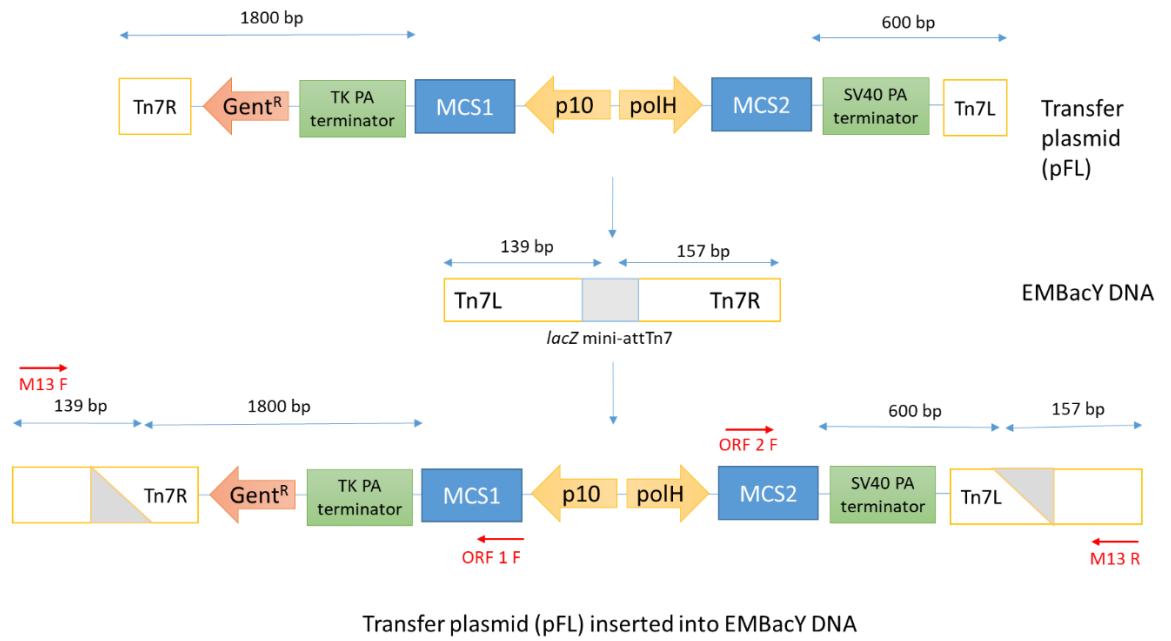 1800 bp
600 bp
Tn7R
Gent^R
TK PA
terminator
MCS1
p10
polH
MCS2
SV40 PA
terminator
Tn7L
Transfer
plasmid
(pFL)
139 bp
157 bp
Tn7L
Tn7R
EMBacY DNA
lacZ mini-attTn7
M13 F
139 bp
1800 bp
600 bp
157 bp
ORF 2 F
Tn7R
Gent^R
TK PA
terminator
MCS1
p10
polH
MCS2
SV40 PA
terminator
Tn7L
ORF 1 F
M13 R
Transfer plasmid (pFL) inserted into EMBacY DNA